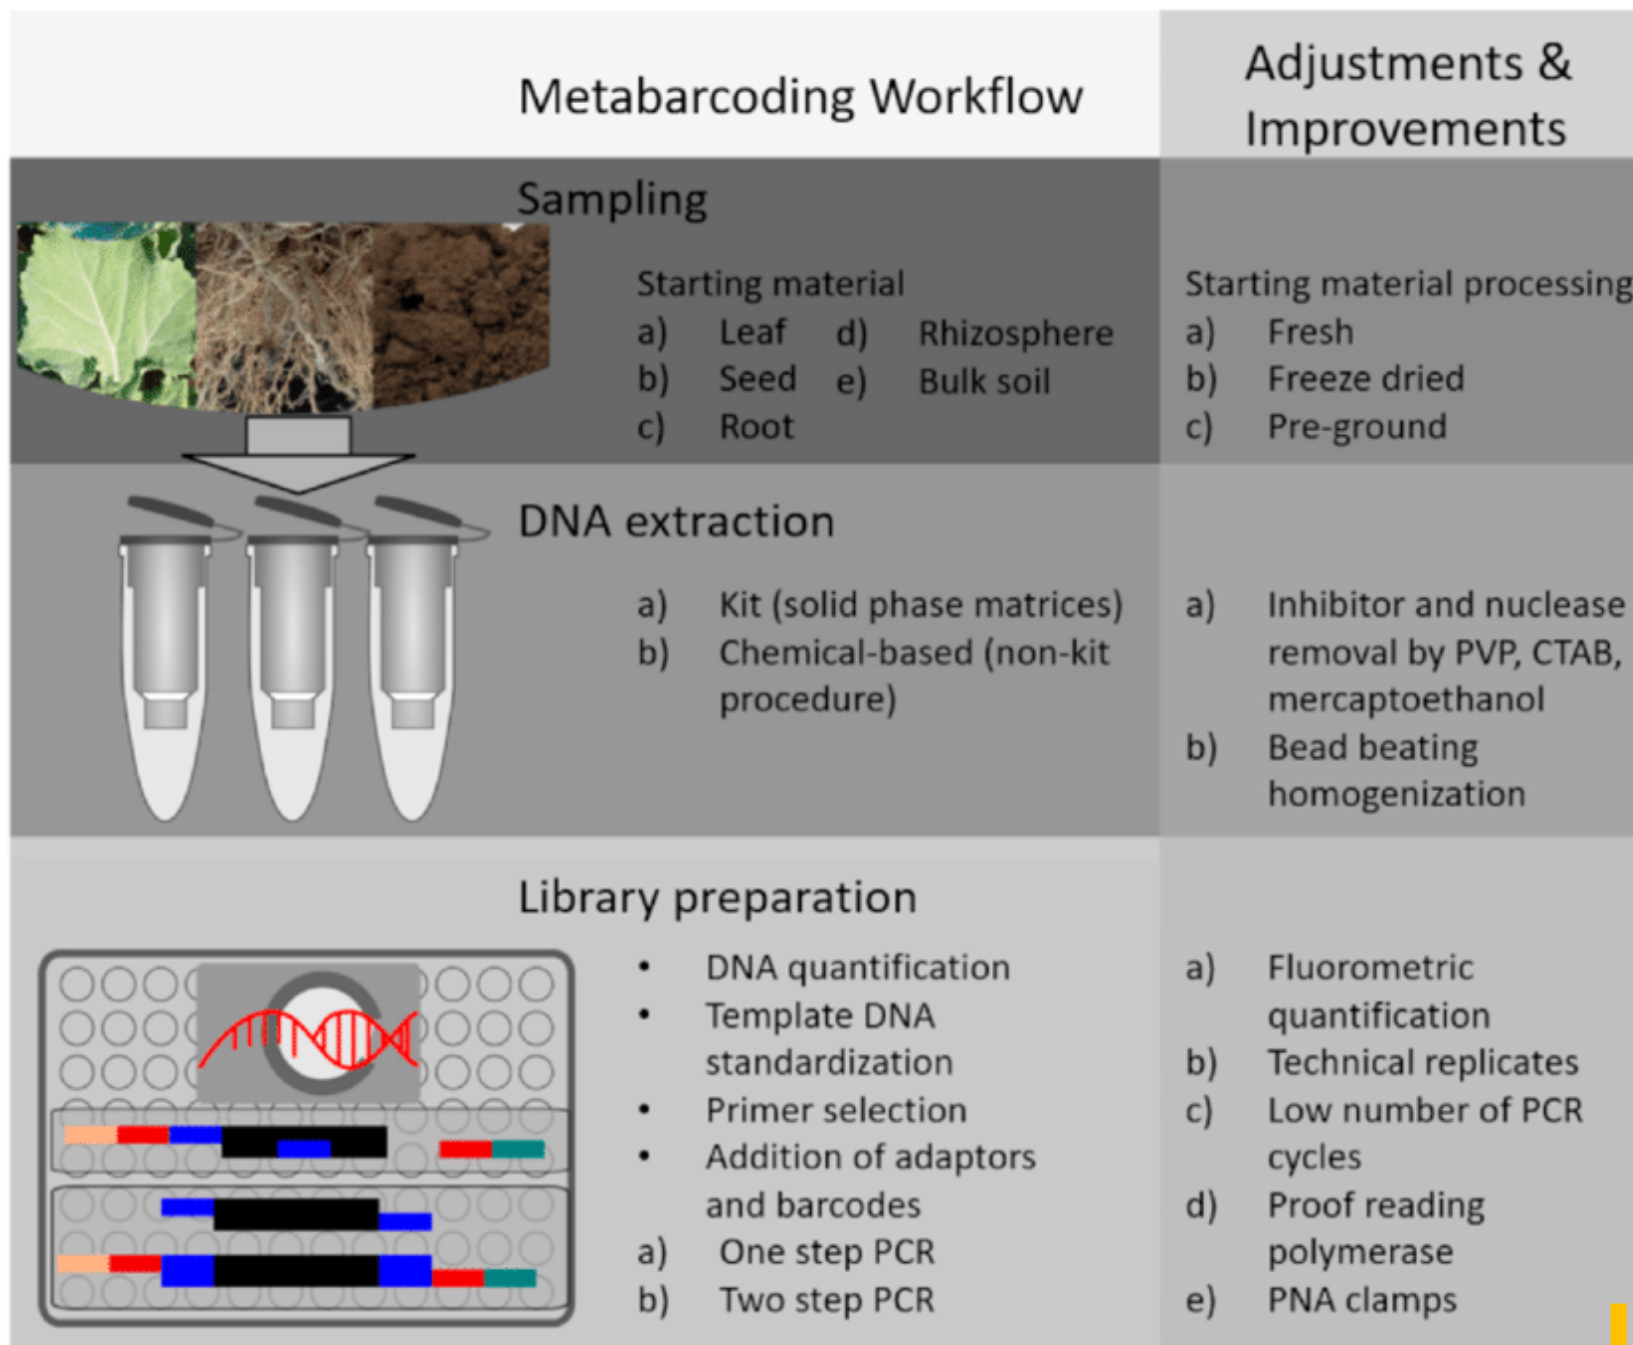 Metabarcoding Workflow
Adjustments &
Improvements
Sampling
Starting material
a) Leaf d) Rhizosphere
b) Seed e) Bulk soil
c) Root
Starting material processing
a) Fresh
b) Freeze dried
c) Pre-ground
DNA extraction
a) Kit (solid phase matrices)
b) Chemical-based (non-kit
procedure)
a) Inhibitor and nuclease
removal by PVP, CTAB,
mercaptoethanol
b) Bead beating
homogenization
Library preparation
• DNA quantification
• Template DNA
standardization
• Primer selection
• Addition of adaptors
and barcodes
a) One step PCR
b) Two step PCR
a) Fluorometric
quantification
b) Technical replicates
c) Low number of PCR
cycles
d) Proof reading
polymerase
e) PNA clamps